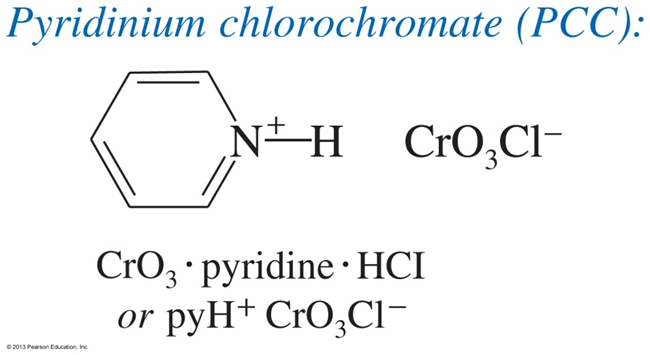 Pyridinium chlorochromate (PCC):
N⁺—H CrO₃Cl⁻
CrO₃ · pyridine · HCl
or pyH⁺ CrO₃Cl⁻
© 2013 Pearson Education, Inc.